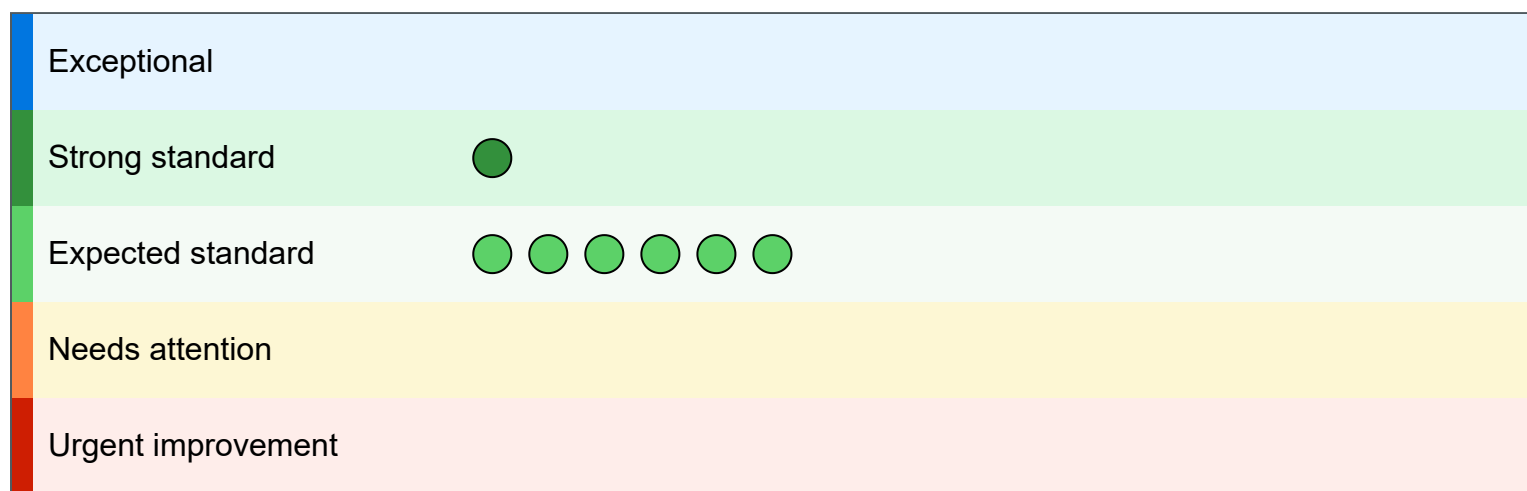 Exceptional
Strong standard
Expected standard
Needs attention
Urgent improvement